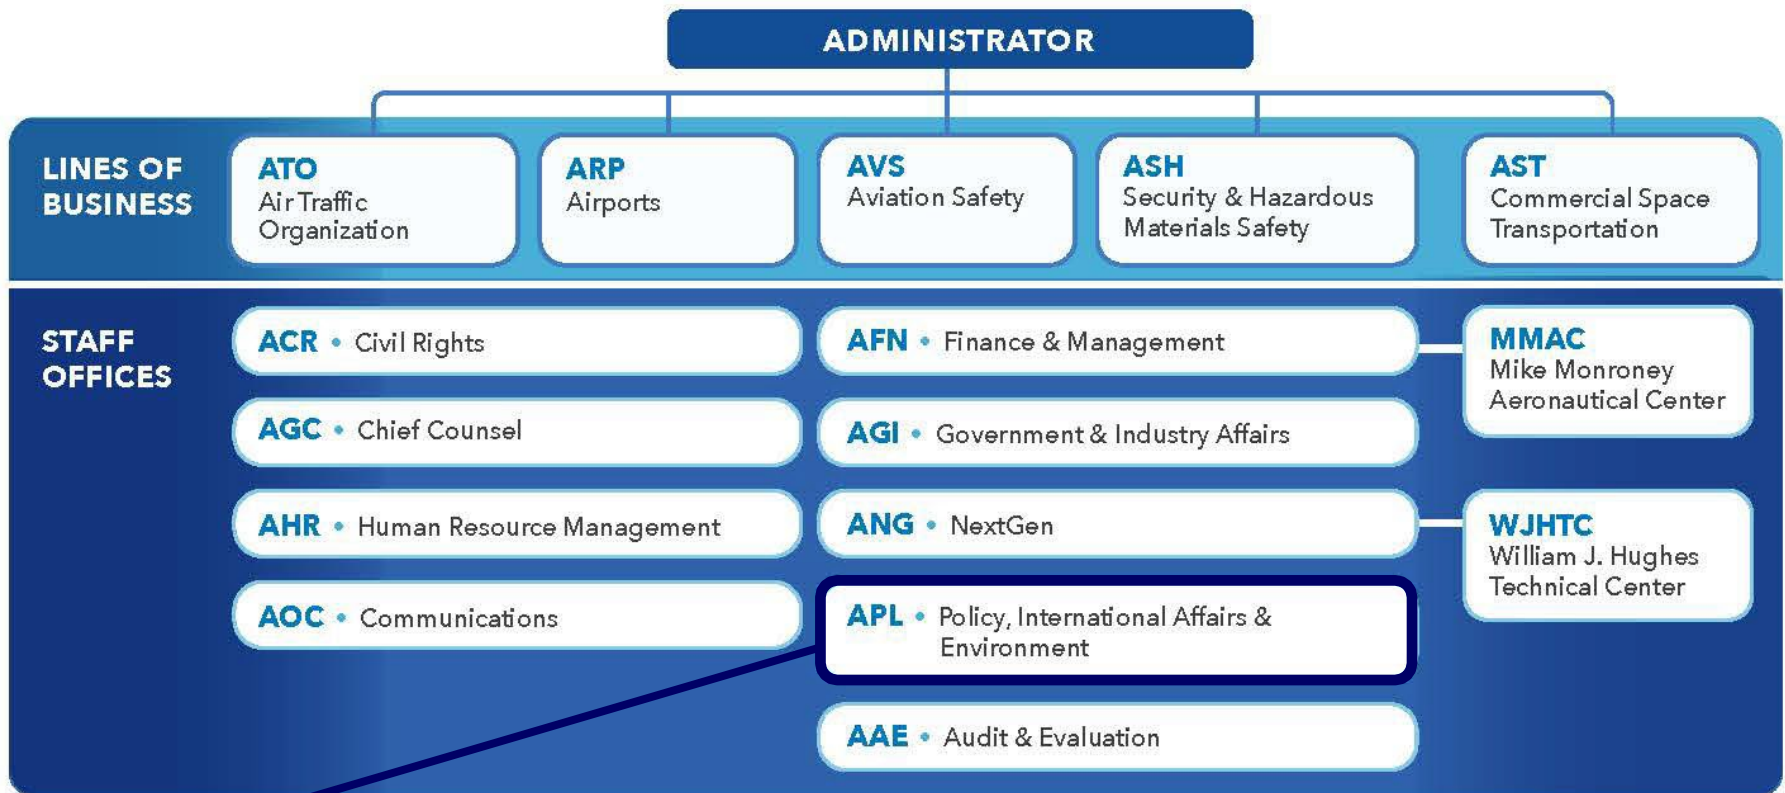 ADMINISTRATOR
LINES OF
BUSINESS
ATO
Air Traffic
Organization
ARP
Airports
AVS
Aviation Safety
ASH
Security & Hazardous
Materials Safety
AST
Commercial Space
Transportation
STAFF
OFFICES
ACR • Civil Rights
AGC • Chief Counsel
AHR • Human Resource Management
AOC • Communications
AFN • Finance & Management
AGI • Government & Industry Affairs
ANG • NextGen
APL • Policy, International Affairs &
Environment
AAE • Audit & Evaluation
MMAC
Mike Monroney
Aeronautical Center
WJHTC
William J. Hughes
Technical Center